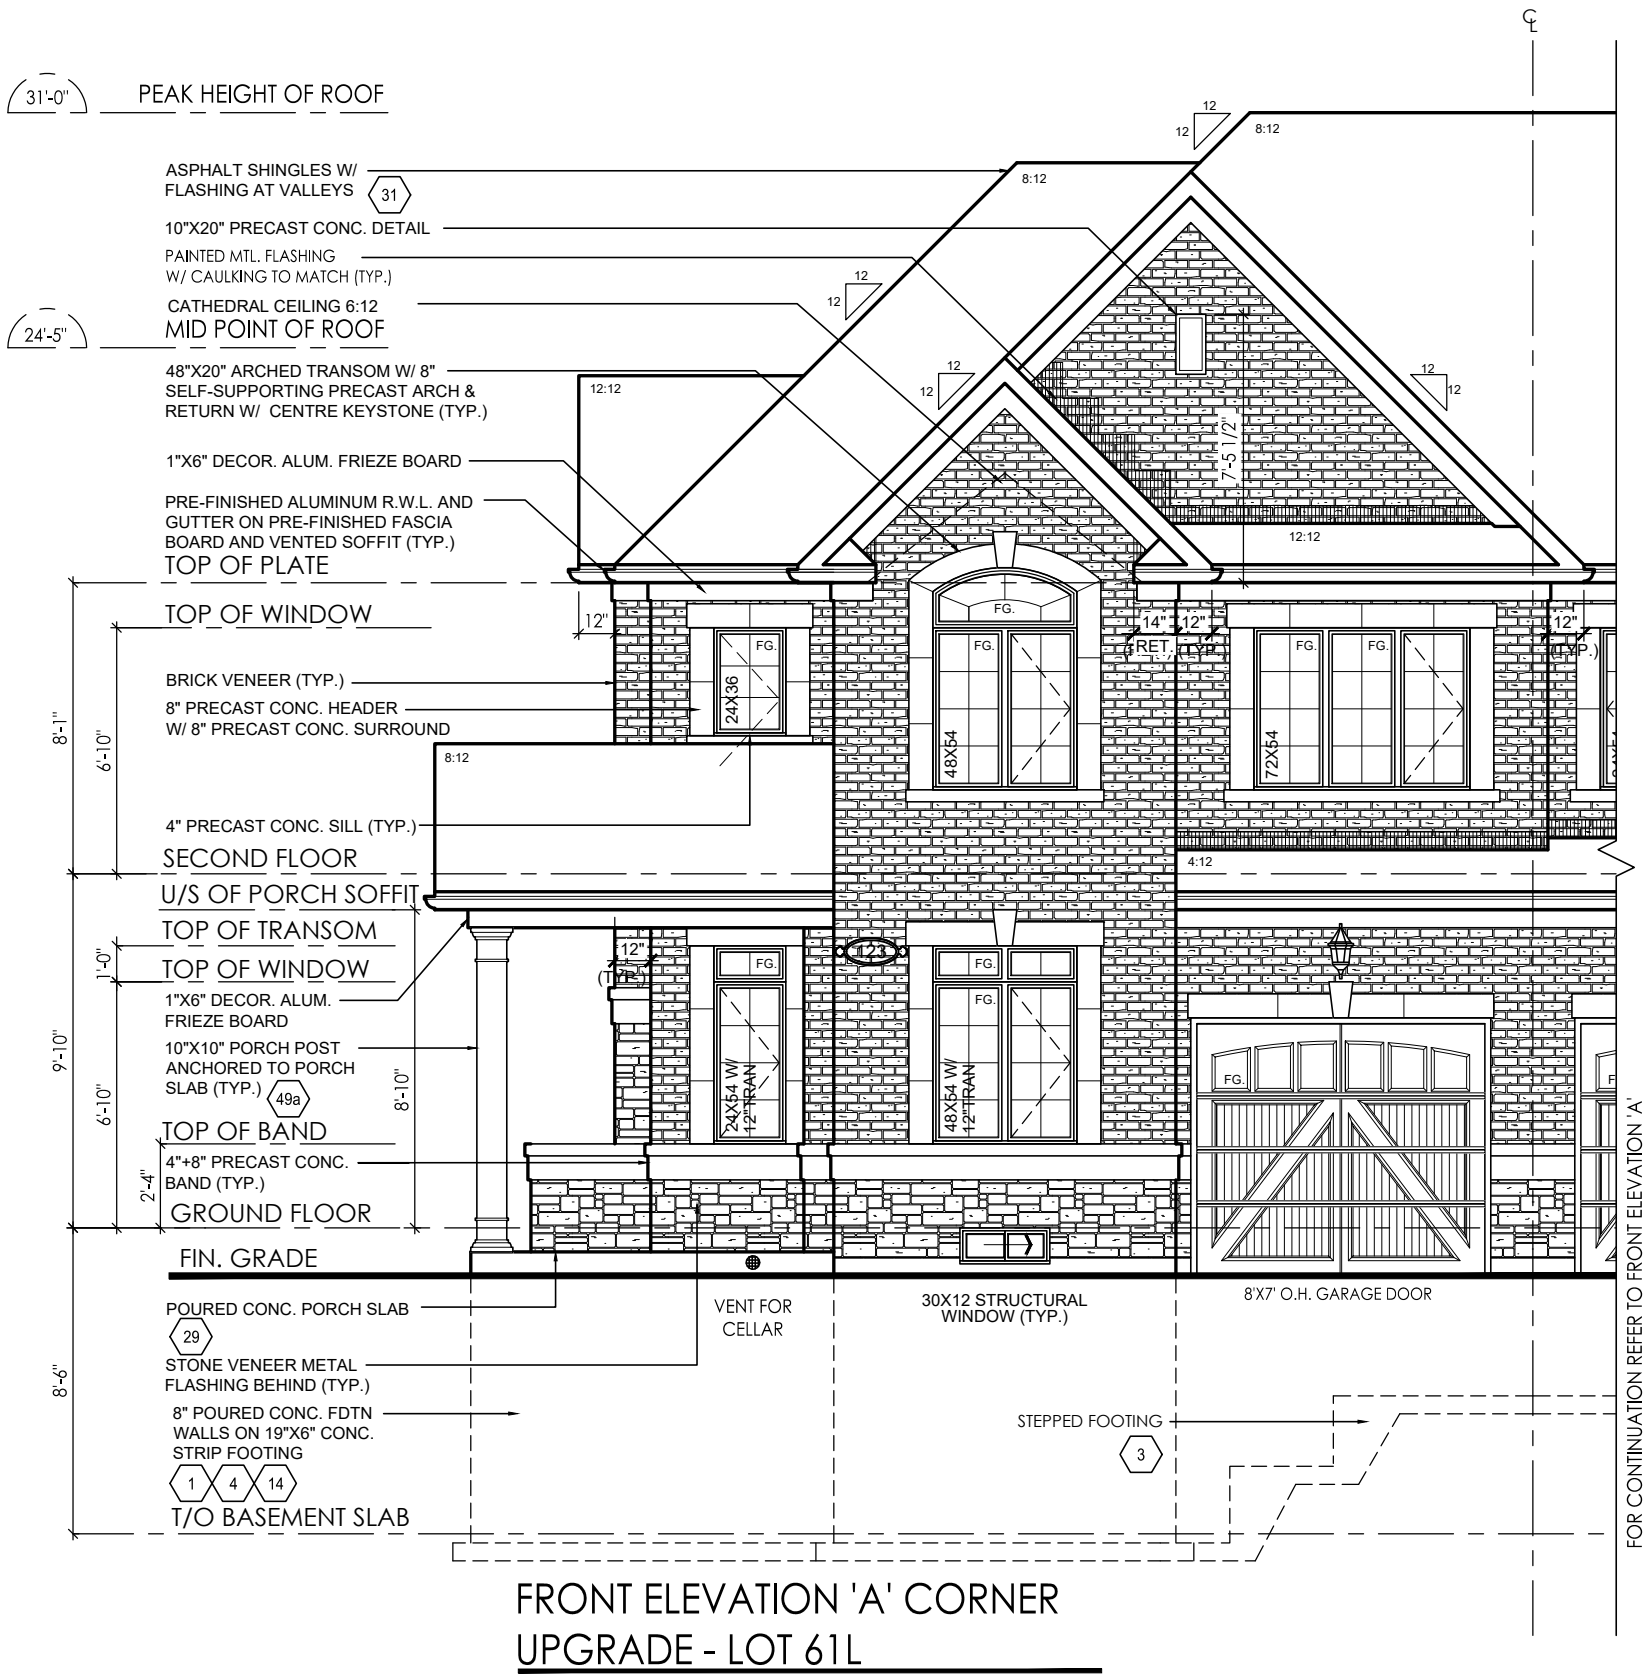 ℄
31'-0"
PEAK HEIGHT OF ROOF
12
12
8:12
ASPHALT SHINGLES W/
FLASHING AT VALLEYS
31
8:12
10"X20" PRECAST CONC. DETAIL
PAINTED MTL. FLASHING
W/ CAULKING TO MATCH (TYP.)
12
12
CATHEDRAL CEILING 6:12
24'-5"
MID POINT OF ROOF
48"X20" ARCHED TRANSOM W/ 8"
SELF-SUPPORTING PRECAST ARCH &
RETURN W/ CENTRE KEYSTONE (TYP.)
12:12
12
12
12
12
7'-5 1/2"
1"X6" DECOR. ALUM. FRIEZE BOARD
PRE-FINISHED ALUMINUM R.W.L. AND
GUTTER ON PRE-FINISHED FASCIA
BOARD AND VENTED SOFFIT (TYP.)
12:12
TOP OF PLATE
TOP OF WINDOW
12"
FG.
14"
RET.
12"
(TYP.)
12"
(TYP.)
FG.
FG.
FG.
FG.
BRICK VENEER (TYP.)
8" PRECAST CONC. HEADER
W/ 8" PRECAST CONC. SURROUND
24X36
48X54
72X54
8'-1"
6'-10"
8:12
4" PRECAST CONC. SILL (TYP.)
SECOND FLOOR
4:12
U/S OF PORCH SOFFIT
TOP OF TRANSOM
12"
(TYP.)
123
1'-0"
TOP OF WINDOW
FG.
FG.
FG.
1"X6" DECOR. ALUM.
FRIEZE BOARD
10"X10" PORCH POST
ANCHORED TO PORCH
SLAB (TYP.)
49a
9'-10"
6'-10"
8'-10"
24X54 W/
12"TRAN
48X54 W/
12"TRAN
FG.
F
TOP OF BAND
4"+8" PRECAST CONC.
BAND (TYP.)
2'-4"
GROUND FLOOR
FIN. GRADE
POURED CONC. PORCH SLAB
29
VENT FOR
CELLAR
30X12 STRUCTURAL
WINDOW (TYP.)
8'X7' O.H. GARAGE DOOR
STONE VENEER METAL
FLASHING BEHIND (TYP.)
8'-6"
8" POURED CONC. FDTN
WALLS ON 19"X6" CONC.
STRIP FOOTING
1
4
14
STEPPED FOOTING
3
T/O BASEMENT SLAB
FOR CONTINUATION REFER TO FRONT ELEVATION 'A'
FRONT ELEVATION 'A' CORNER
UPGRADE - LOT 61L